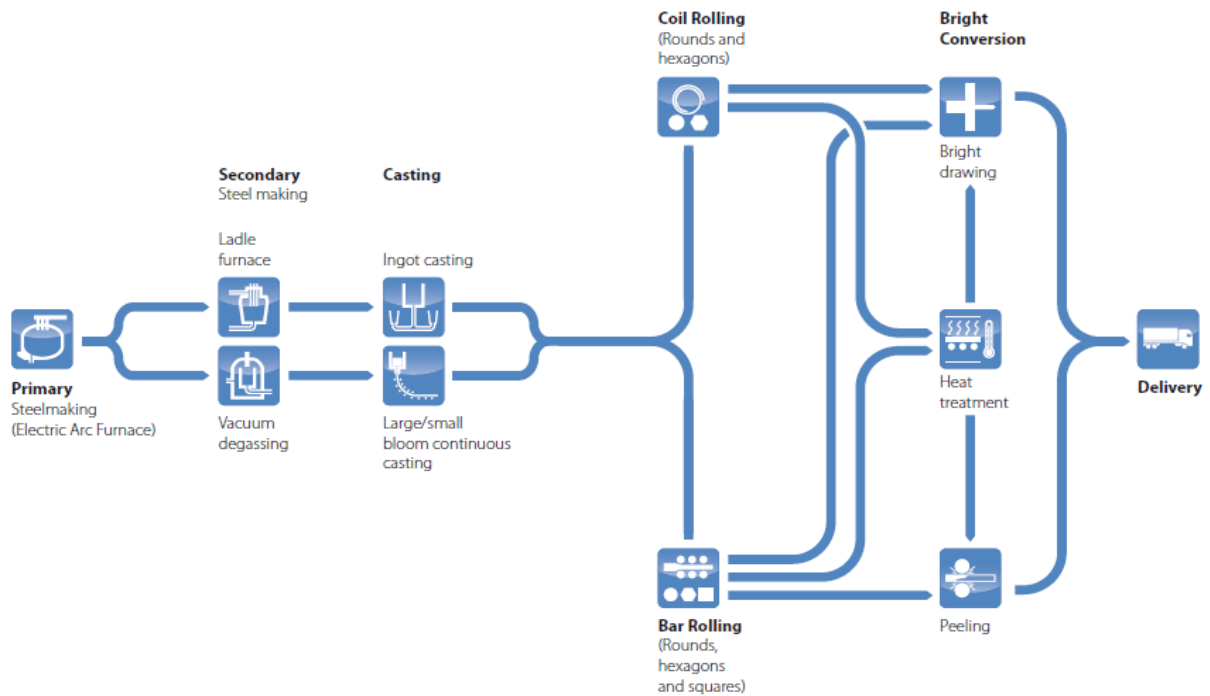 Coil Rolling
(Rounds and
hexagons)
Bright
Conversion
Bright
drawing
Secondary
Steel making
Casting
Ladle
furnace
Ingot casting
Primary
Steelmaking
(Electric Arc Furnace)
Vacuum
degassing
Large/small
bloom continuous
casting
Heat
treatment
Delivery
Bar Rolling
(Rounds,
hexagons
and squares)
Peeling